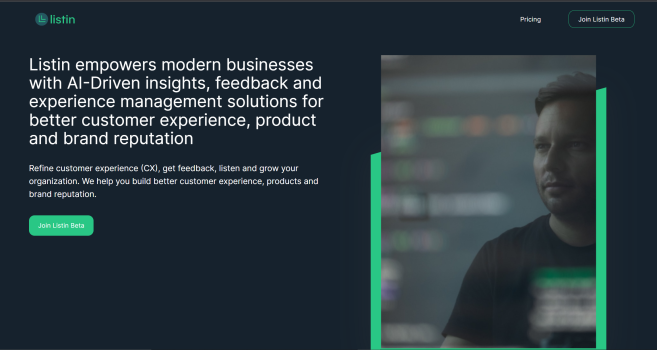 listin
Pricing
Join Listin Beta
Listin empowers modern businesses
with AI-Driven insights, feedback and
experience management solutions for
better customer experience, product
and brand reputation
Refine customer experience (CX), get feedback, listen and grow your
organization. We help you build better customer experience, products and
brand reputation.
Join Listin Beta